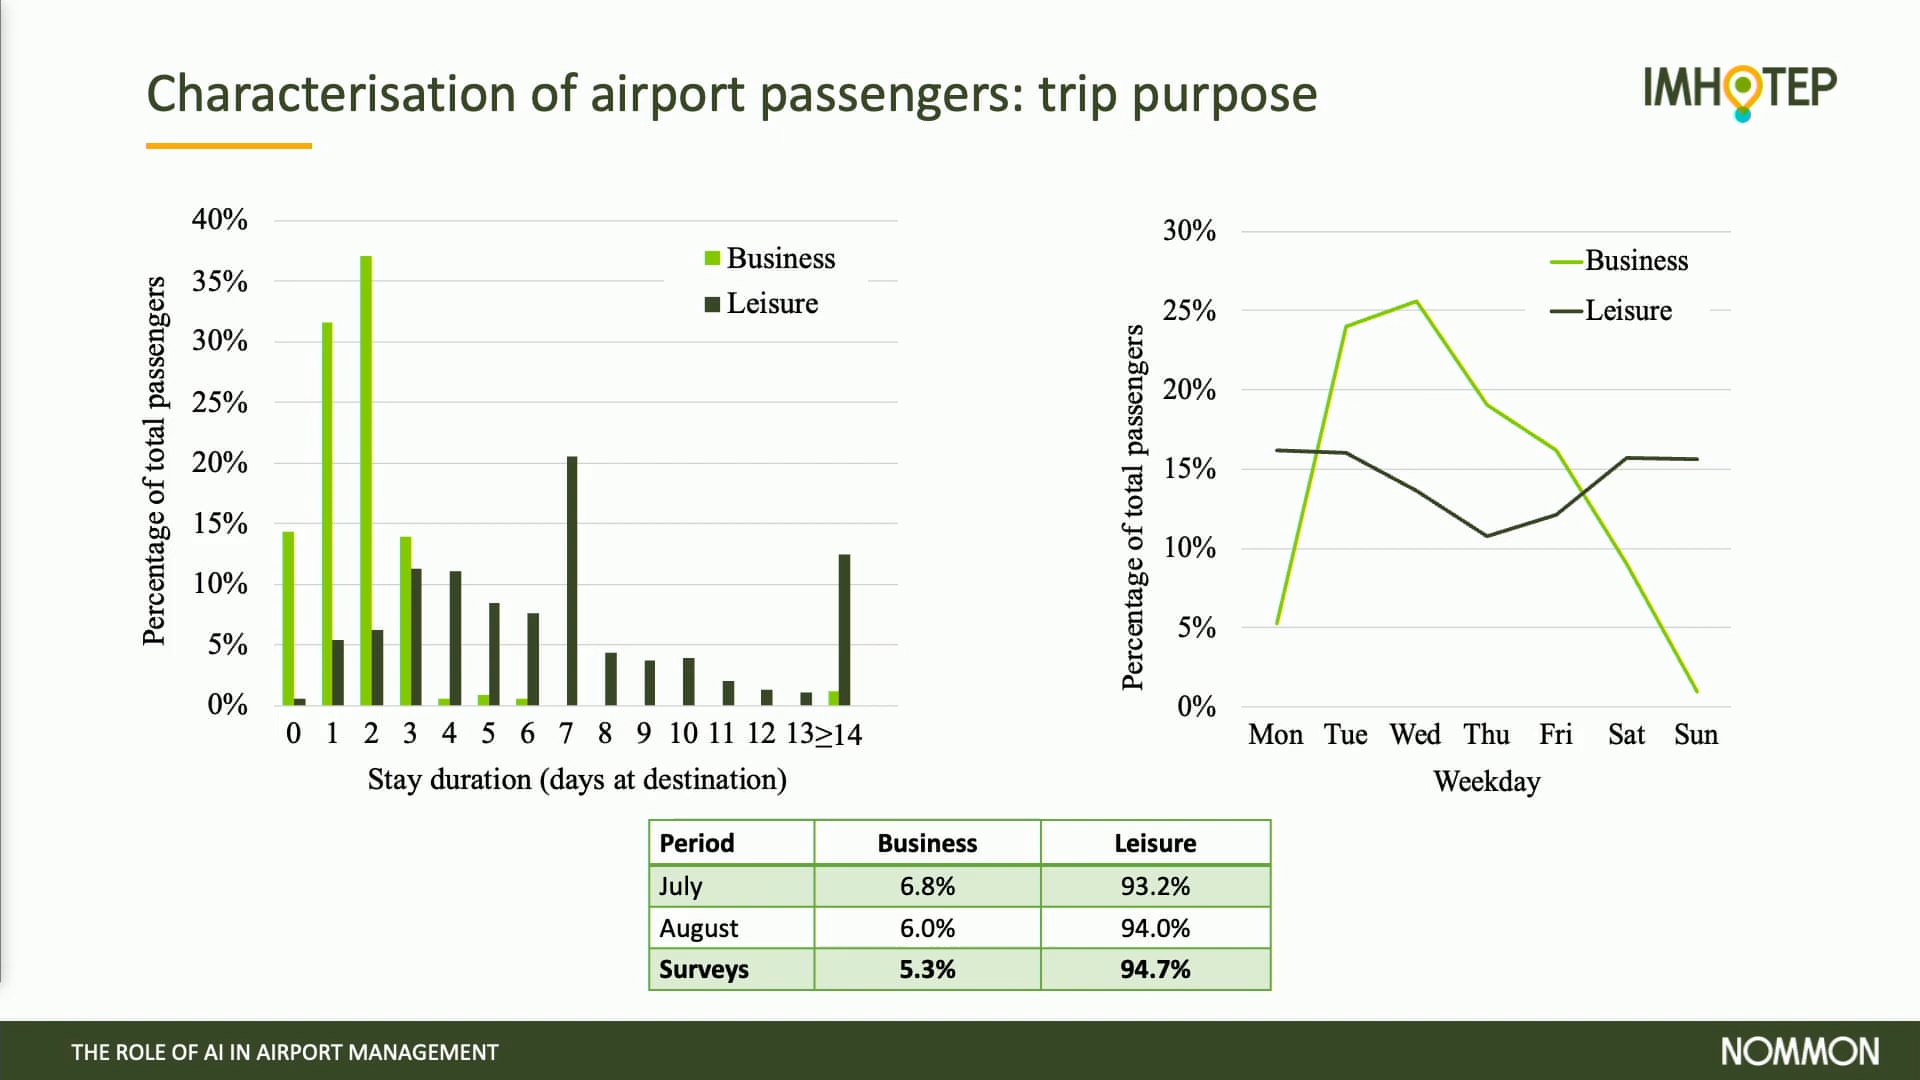 Characterisation of airport passengers: trip purpose
IMHOTEP
Percentage of total passengers
40%
35%
30%
25%
20%
15%
10%
5%
0%
Business
Leisure
0 1 2 3 4 5 6 7 8 9 10 11 12 13 ≥14
Stay duration (days at destination)
Percentage of total passengers
30%
25%
20%
15%
10%
5%
0%
Business
Leisure
Mon Tue Wed Thu Fri Sat Sun
Weekday
Period Business Leisure
July 6.8% 93.2%
August 6.0% 94.0%
Surveys 5.3% 94.7%
THE ROLE OF AI IN AIRPORT MANAGEMENT
NOMMON